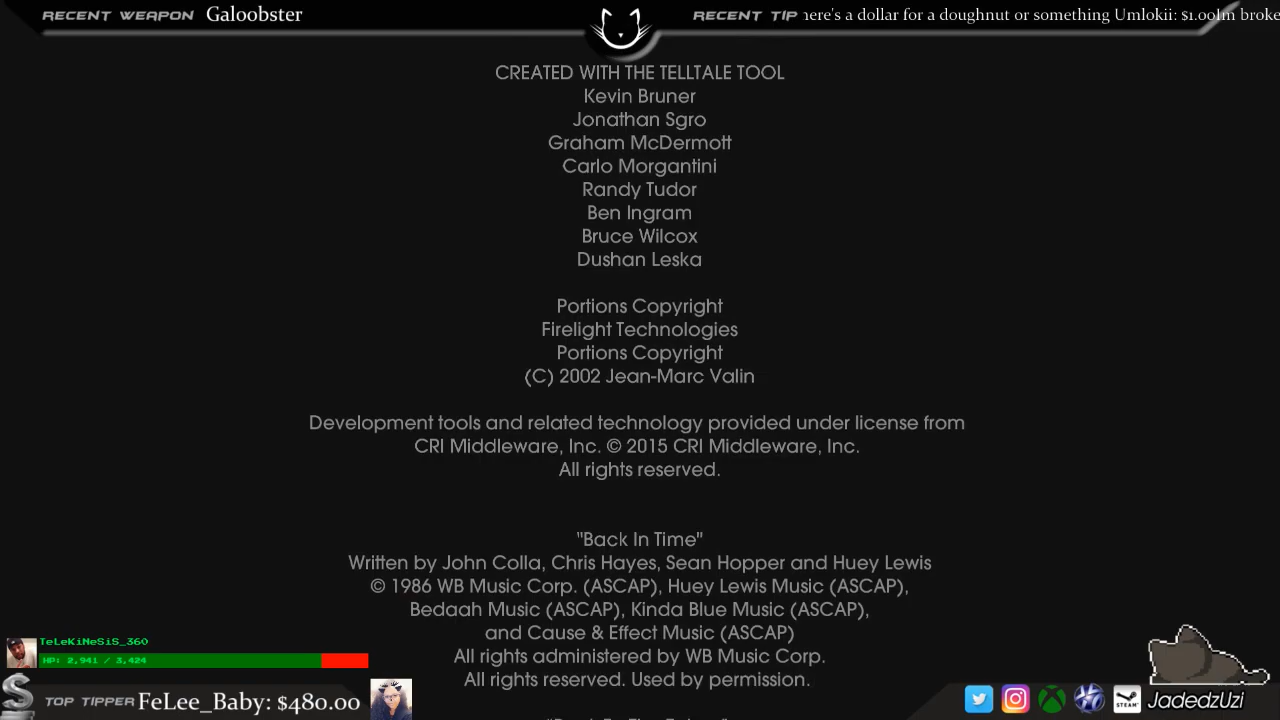 RECENT WEAPON Galoobster
RECENT TIP here's a dollar for a doughnut or something Umlokii: $1.00Im broke
CREATED WITH THE TELLTALE TOOL
Kevin Bruner
Jonathan Sgro
Graham McDermott
Carlo Morgantini
Randy Tudor
Ben Ingram
Bruce Wilcox
Dushan Leska
Portions Copyright
Firelight Technologies
Portions Copyright
(C) 2002 Jean-Marc Valin
Development tools and related technology provided under license from
CRI Middleware, Inc. © 2015 CRI Middleware, Inc.
All rights reserved.
"Back In Time"
Written by John Colla, Chris Hayes, Sean Hopper and Huey Lewis
© 1986 WB Music Corp. (ASCAP), Huey Lewis Music (ASCAP),
Bedaah Music (ASCAP), Kinda Blue Music (ASCAP),
and Cause & Effect Music (ASCAP)
All rights administered by WB Music Corp.
All rights reserved. Used by permission.
TeLeKiNeSiS_360
HP: 2,941 / 3,424
TOP TIPPER FeLee_Baby: $480.00
STEAM
JadedzUzi